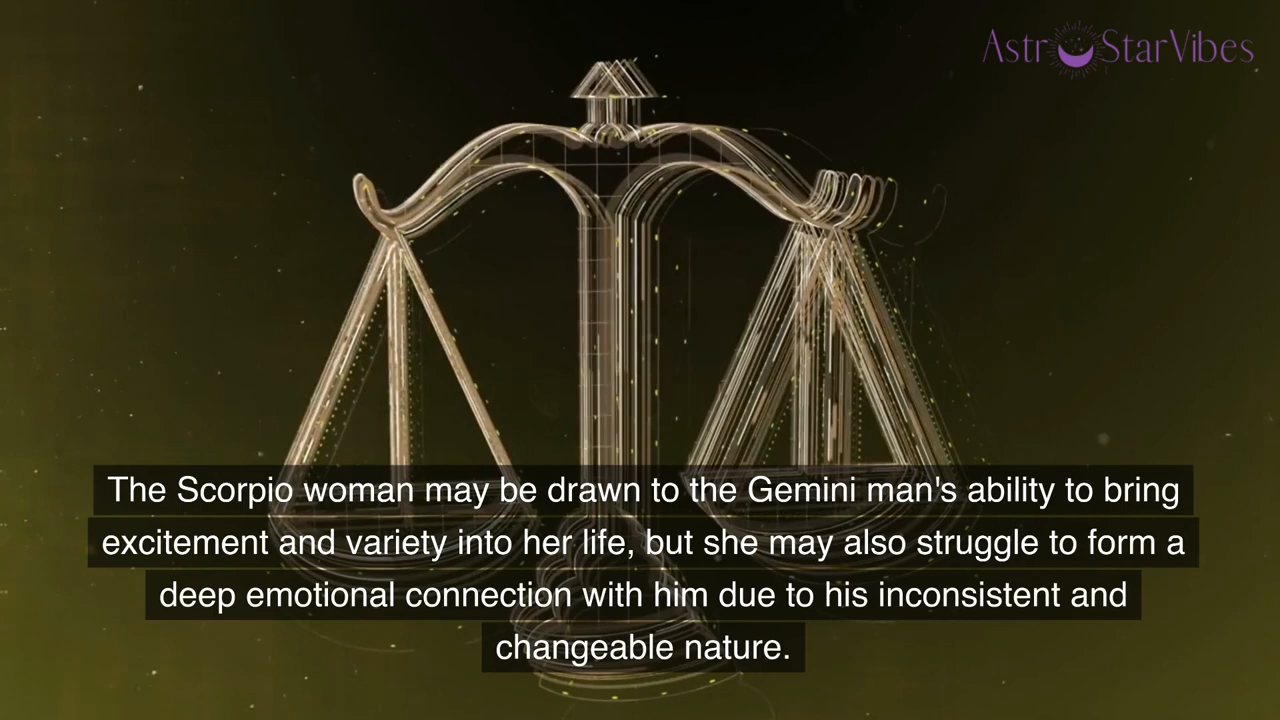 Astr StarVibes
The Scorpio woman may be drawn to the Gemini man's ability to bring
excitement and variety into her life, but she may also struggle to form a
deep emotional connection with him due to his inconsistent and
changeable nature.